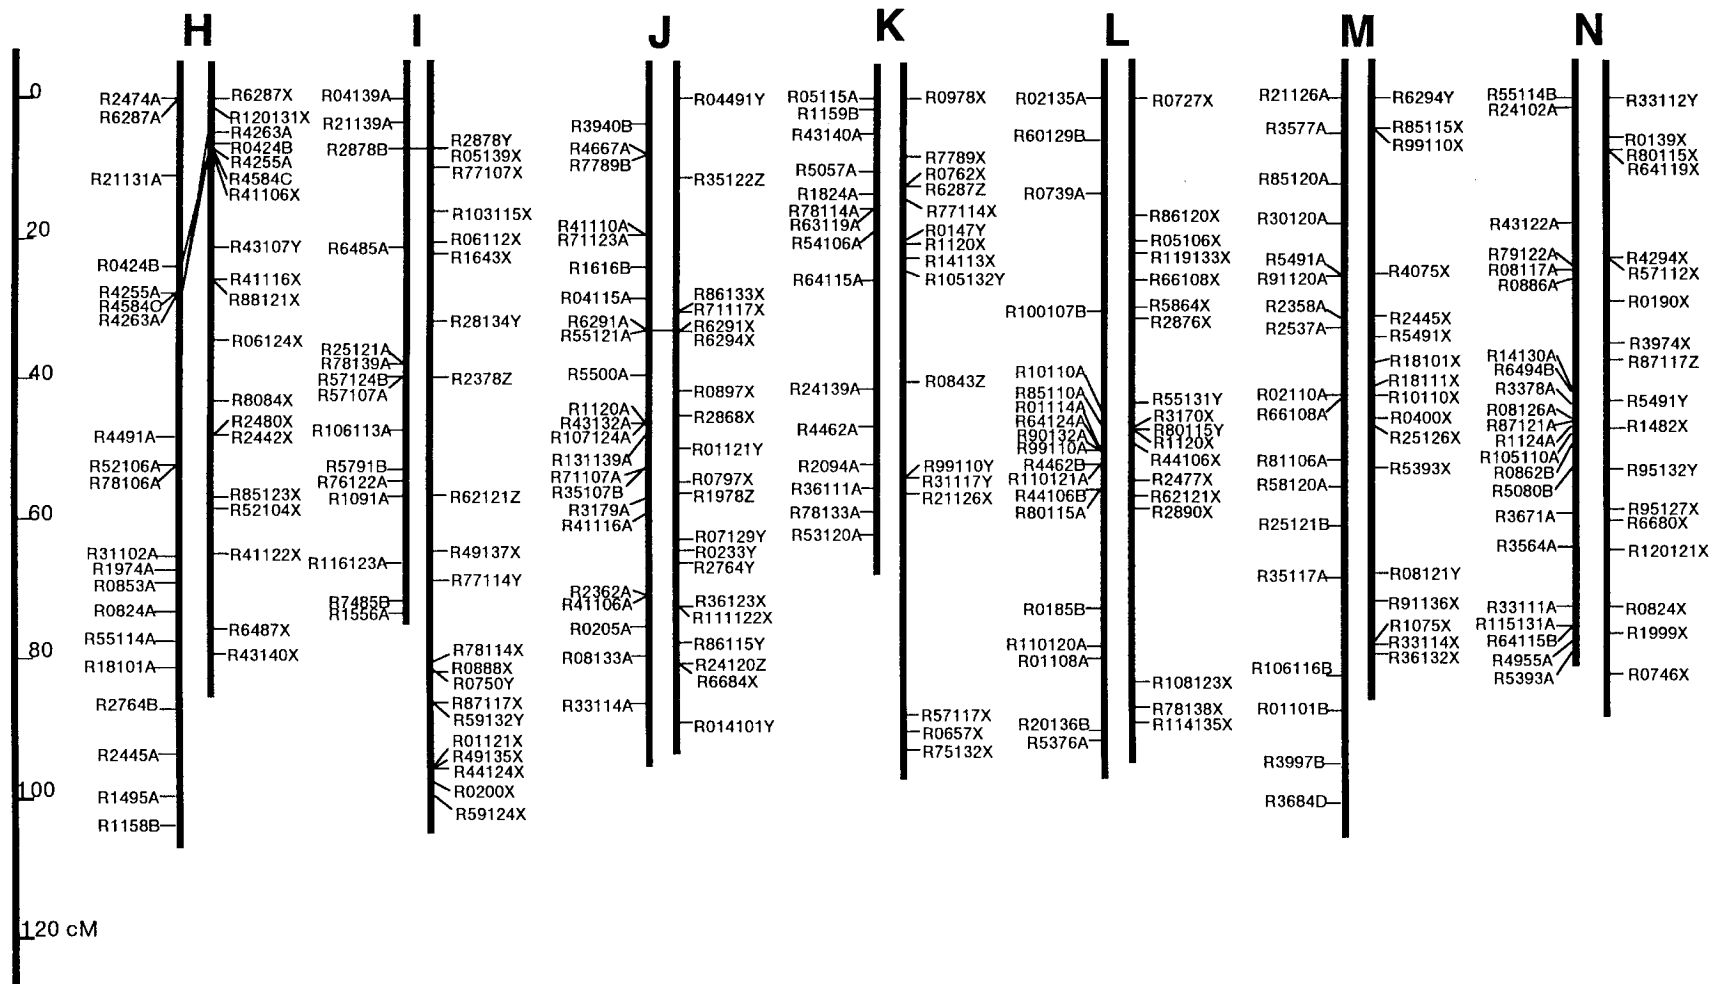 H
I
J
K
L
M
N
0
20
40
60
80
100
120 cM
R2474A
R6287A
R21131A
R0424B
R4255A
R4584C
R4263A
R4491A
R52106A
R78106A
R31102A
R1974A
R0853A
R0824A
R55114A
R18101A
R2764B
R2445A
R1495A
R1158B
R6287X
R120131X
R4263A
R0424B
R4255A
R4584C
R41106X
R43107Y
R41116X
R88121X
R06124X
R8084X
R2480X
R2442X
R85123X
R52104X
R41122X
R6487X
R43140X
R04139A
R21139A
R2878B
R6485A
R25121A
R78139A
R57124B
R57107A
R106113A
R5791B
R76122A
R1091A
R116123A
R7485B
R1556A
R2878Y
R05139X
R77107X
R103115X
R06112X
R1643X
R28134Y
R2378Z
R62121Z
R49137X
R77114Y
R78114X
R0888X
R0750Y
R87117X
R59132Y
R01121X
R49135X
R44124X
R0200X
R59124X
R3940B
R4667A
R7789B
R41110A
R71123A
R1616B
R04115A
R6291A
R55121A
R5500A
R1120A
R43132A
R107124A
R131139A
R71107A
R35107B
R3179A
R41116A
R2362A
R41106A
R0205A
R08133A
R33114A
R04491Y
R35122Z
R86133X
R71117X
R6291X
R6294X
R0897X
R2868X
R01121Y
R0797X
R1978Z
R07129Y
R0233Y
R2764Y
R36123X
R111122X
R86115Y
R24120Z
R6684X
R014101Y
R05115A
R1159B
R43140A
R5057A
R1824A
R78114A
R63119A
R54106A
R64115A
R24139A
R4462A
R2094A
R36111A
R78133A
R53120A
R0978X
R7789X
R0762X
R6287Z
R77114X
R0147Y
R1120X
R14113X
R105132Y
R0843Z
R99110Y
R31117Y
R21126X
R57117X
R0657X
R75132X
R02135A
R60129B
R0739A
R100107B
R10110A
R85110A
R01114A
R64124A
R90132A
R99110A
R4462B
R110121A
R44106B
R80115A
R0185B
R110120A
R01108A
R20136B
R5376A
R0727X
R86120X
R05106X
R119133X
R66108X
R5864X
R2876X
R55131Y
R3170X
R80115Y
R1120X
R44106X
R2477X
R62121X
R2890X
R108123X
R78138X
R114135X
R21126A
R3577A
R85120A
R30120A
R5491A
R91120A
R2358A
R2537A
R02110A
R66108A
R81106A
R58120A
R25121B
R35117A
R106116B
R01101B
R3997B
R3684D
R6294Y
R85115X
R99110X
R4075X
R2445X
R5491X
R18101X
R18111X
R10110X
R0400X
R25126X
R5393X
R08121Y
R91136X
R1075X
R33114X
R36132X
R55114B
R24102A
R43122A
R79122A
R08117A
R0886A
R14130A
R6494B
R3378A
R08126A
R87121A
R1124A
R105110A
R0862B
R5080B
R3671A
R3564A
R33111A
R115131A
R64115B
R4955A
R5393A
R33112Y
R0139X
R80115X
R64119X
R4294X
R57112X
R0190X
R3974X
R87117Z
R5491Y
R1482X
R95132Y
R95127X
R6680X
R120121X
R0824X
R1999X
R0746X